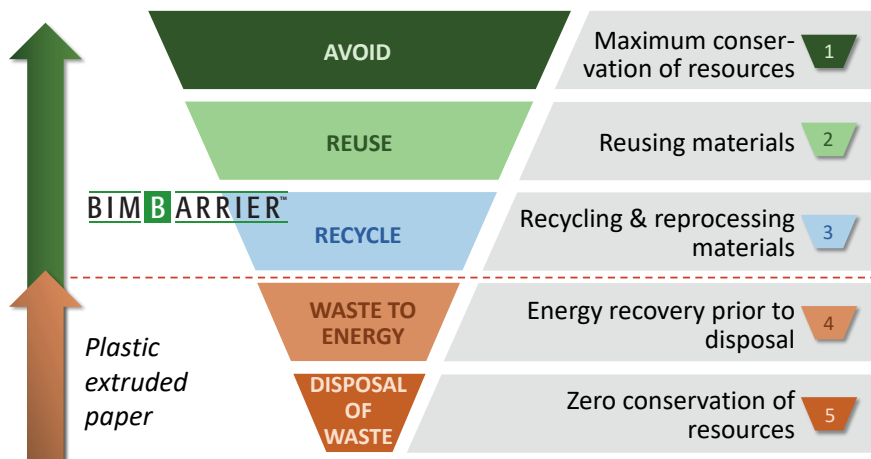 AVOID
Maximum conser-
vation of resources
1
REUSE
Reusing materials
2
BIMBARRIER™
RECYCLE
Recycling & reprocessing
materials
3
WASTE TO
ENERGY
Energy recovery prior to
disposal
4
Plastic
extruded
paper
DISPOSAL
OF
WASTE
Zero conservation of
resources
5